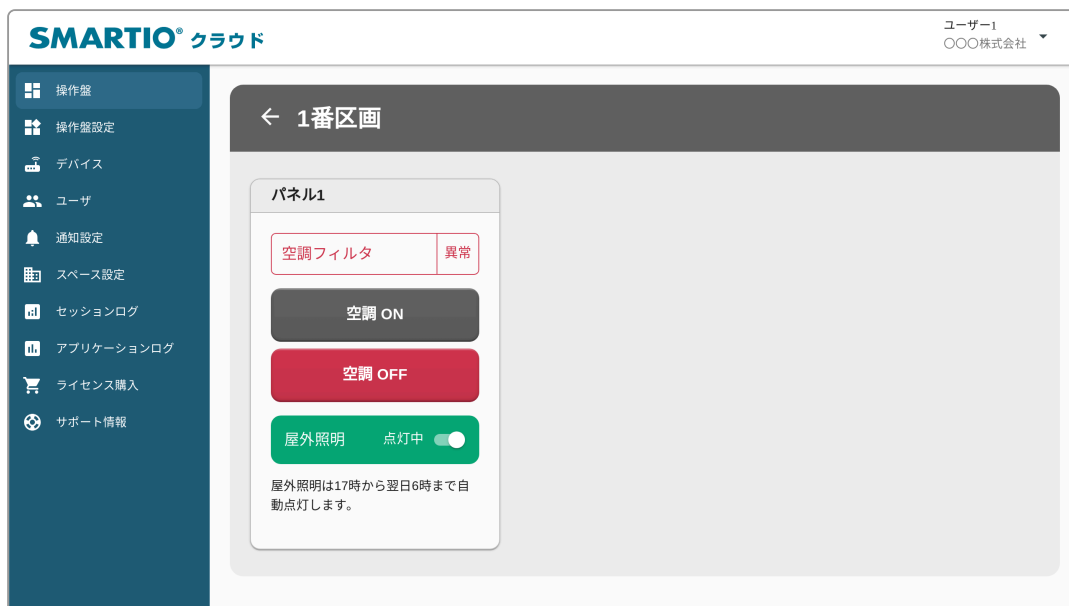 SMARTIO® クラウド
ユーザー1
〇〇〇株式会社
操作盤
操作盤設定
デバイス
ユーザ
通知設定
スペース設定
セッションログ
アプリケーションログ
ライセンス購入
サポート情報
1番区画
パネル1
空調フィルタ 異常
空調 ON
空調 OFF
屋外照明 点灯中
屋外照明は17時から翌日6時まで自
動点灯します。